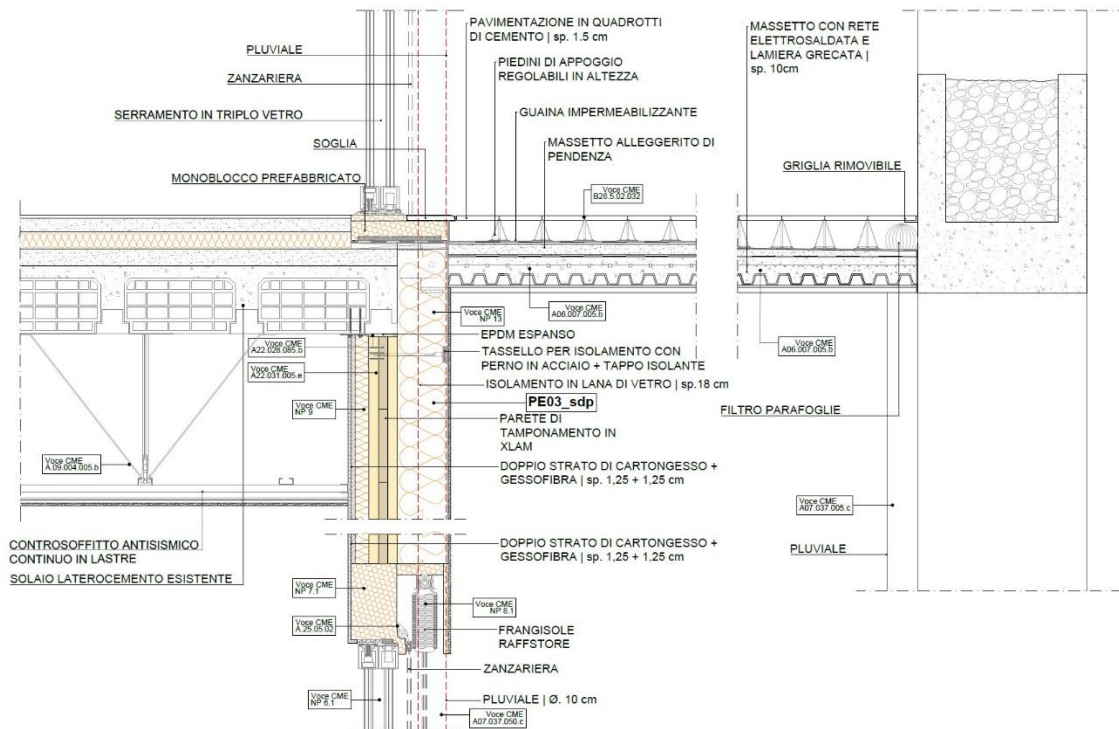 PAVIMENTAZIONE IN QUADROTTI
DI CEMENTO | sp. 1.5 cm
MASSETTO CON RETE
ELETTROSALDATA E
LAMIERA GRECATA |
sp. 10cm
PLUVIALE
PIEDINI DI APPOGGIO
REGOLABILI IN ALTEZZA
ZANZARIERA
SERRAMENTO IN TRIPLO VETRO
GUAINA IMPERMEABILIZZANTE
SOGLIA
MASSETTO ALLEGGERITO DI
PENDENZA
GRIGLIA RIMOVIBILE
MONOBLOCCO PREFABBRICATO
Voce CME
B26.5.02.032
Voce CME
A06.007.005.b
Voce CME
NP 13
Voce CME
A06.007.005.b
EPDM ESPANSO
Voce CME
A22.028.085.b
TASSELLO PER ISOLAMENTO CON
PERNO IN ACCIAIO + TAPPO ISOLANTE
Voce CME
A22.031.005.e
ISOLAMENTO IN LANA DI VETRO | sp.18 cm
PE03_sdp
Voce CME
NP 9
FILTRO PARAFOGLIE
PARETE DI
TAMPONAMENTO IN
XLAM
Voce CME
A.09.004.005.b
DOPPIO STRATO DI CARTONGESSO +
GESSOFIBRA | sp. 1,25 + 1,25 cm
Voce CME
A07.037.005.c
CONTROSOFFITTO ANTISISMICO
CONTINUO IN LASTRE
DOPPIO STRATO DI CARTONGESSO +
GESSOFIBRA | sp. 1,25 + 1,25 cm
PLUVIALE
SOLAIO LATEROCEMENTO ESISTENTE
Voce CME
NP 7.1
Voce CME
NP 8.1
Voce CME
A.25.05.02
FRANGISOLE
RAFFSTORE
ZANZARIERA
Voce CME
NP 6.1
PLUVIALE | Ø. 10 cm
Voce CME
A07.037.050.c